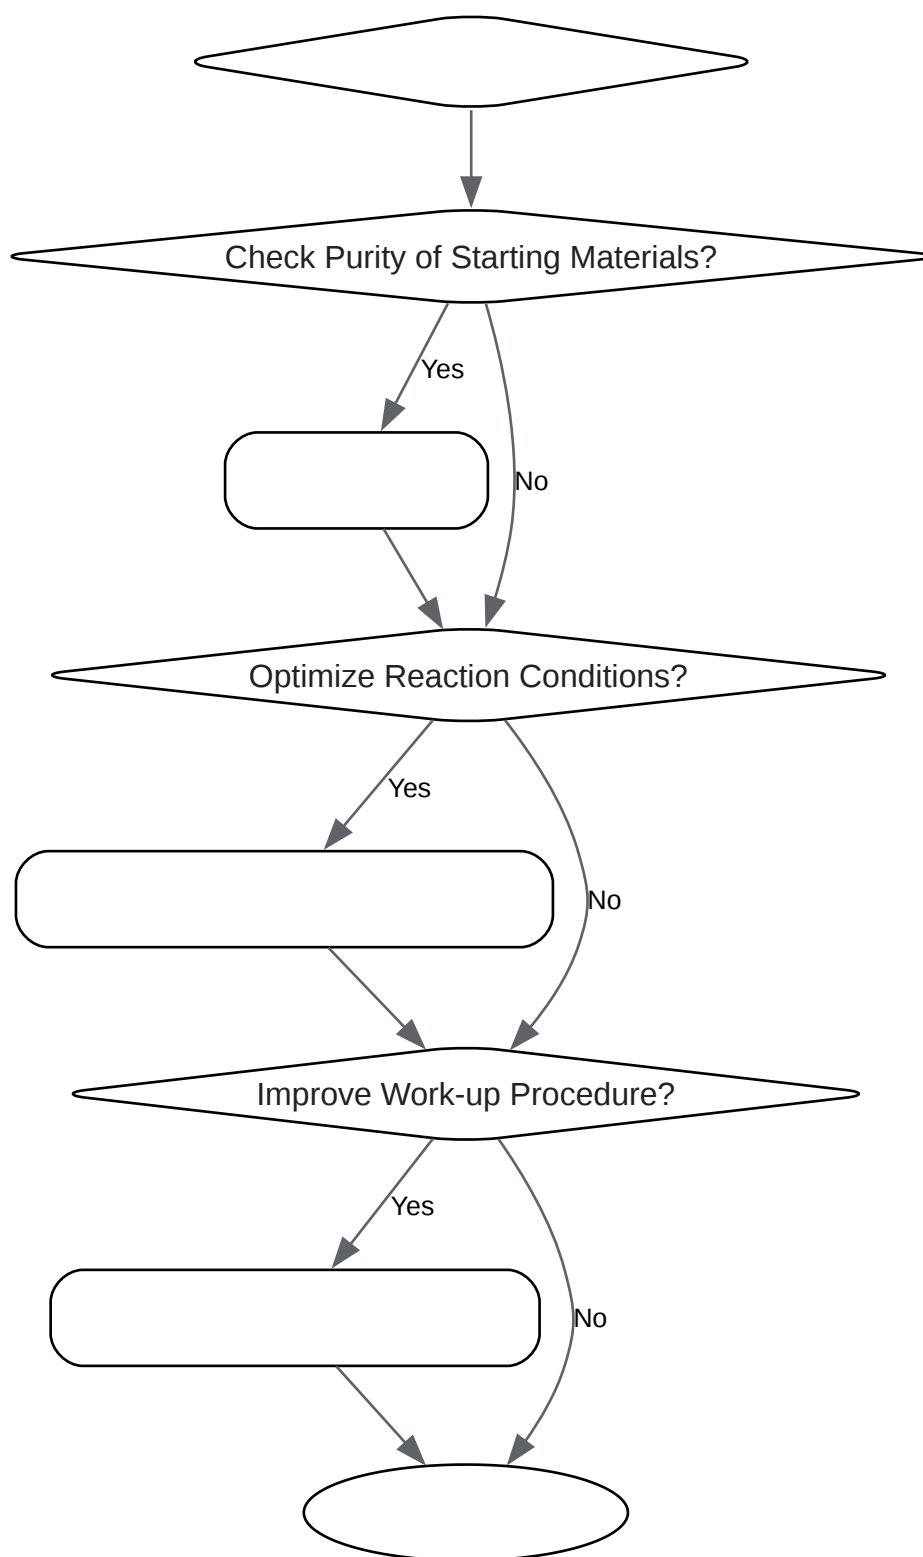 Check Purity of Starting Materials?
Yes
No
Optimize Reaction Conditions?
Yes
No
Improve Work-up Procedure?
Yes
No